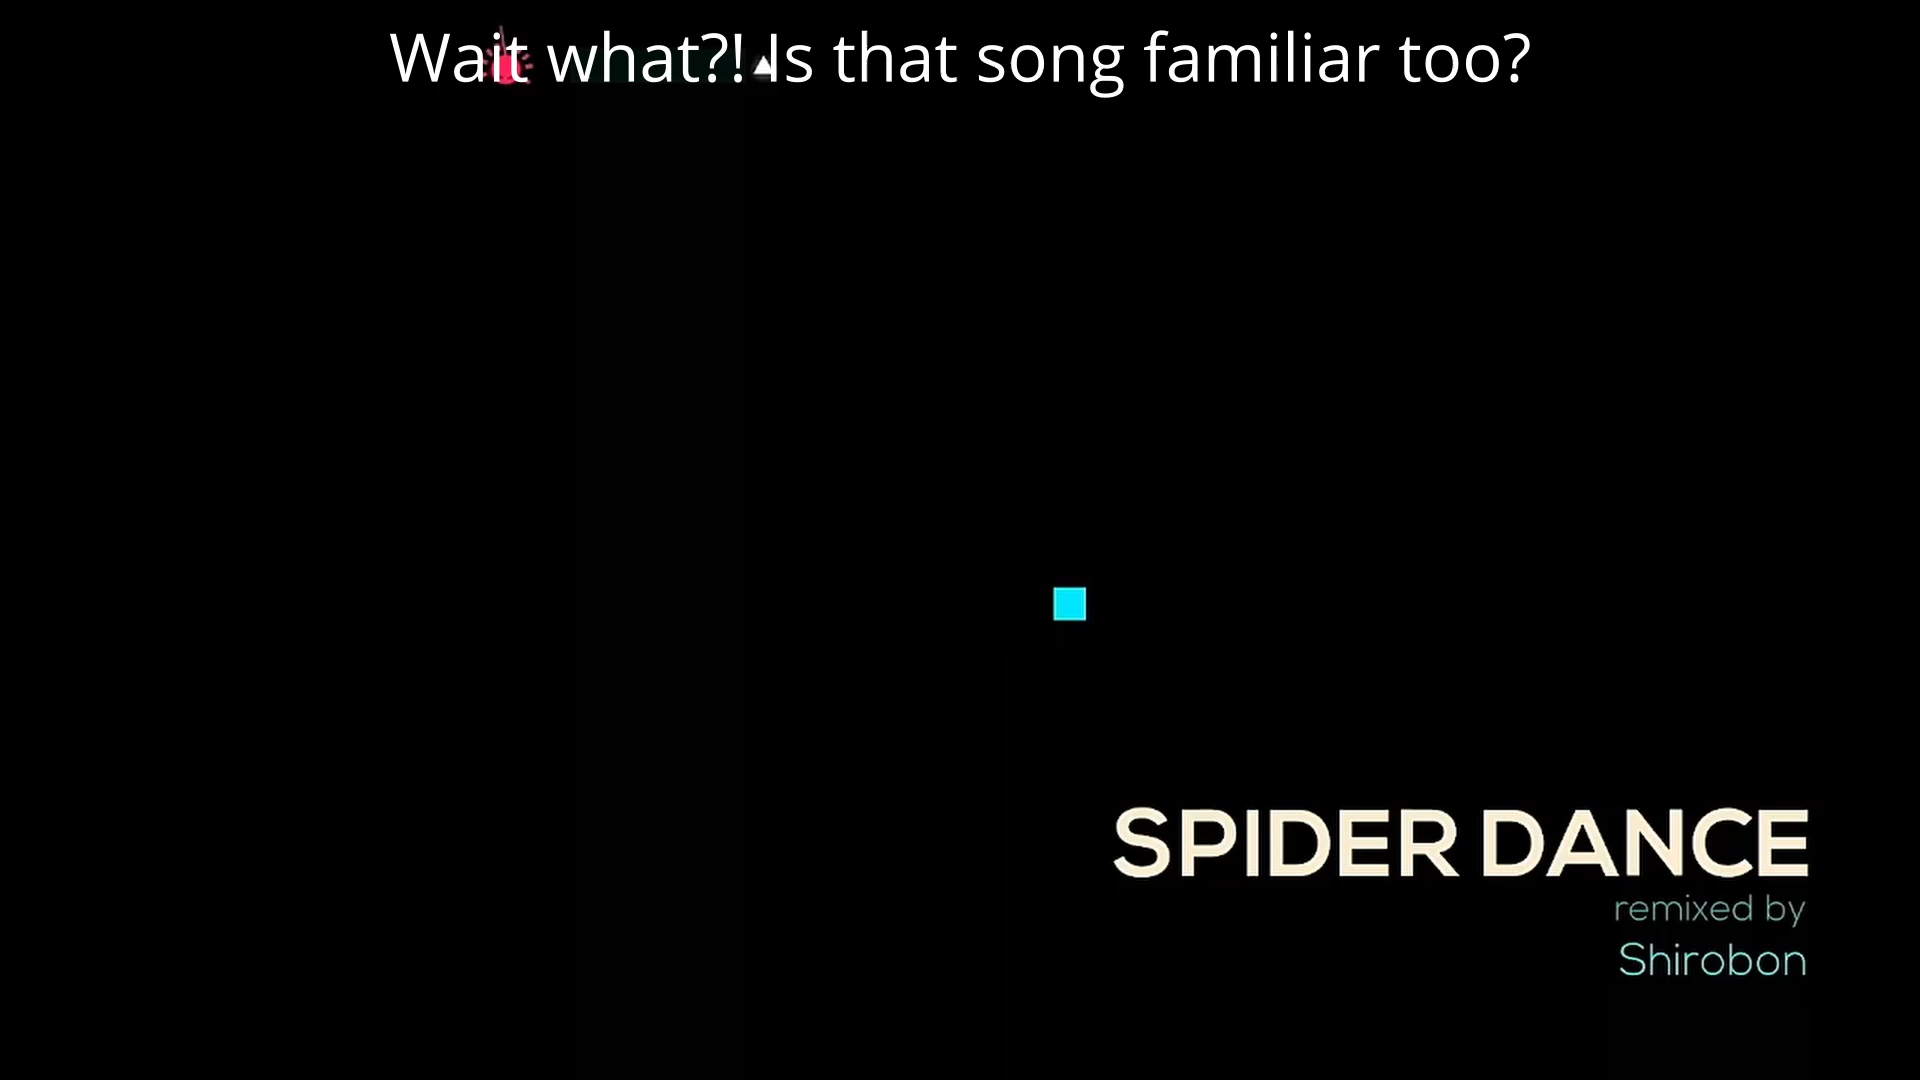 Wait what?! Is that song familiar too?
SPIDER DANCE
remixed by
Shirobon